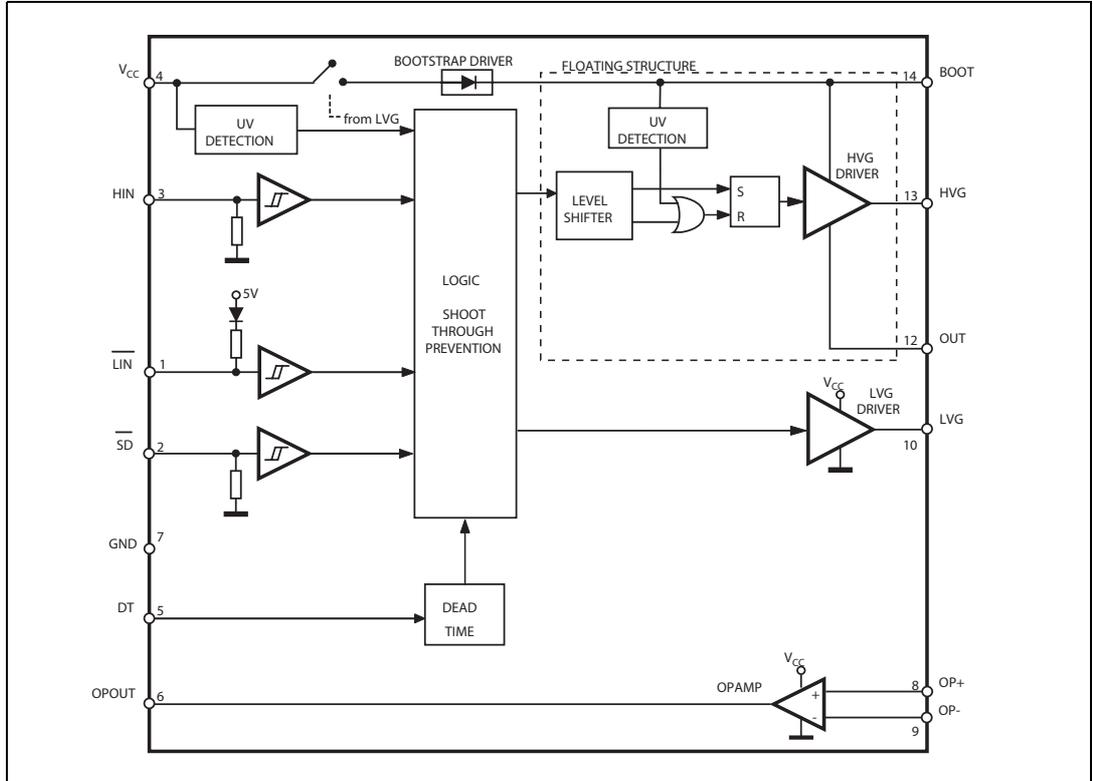 BOOTSTRAP DRIVER
FLOATING STRUCTURE
VCC
4
14
BOOT
from LVG
UV
DETECTION
UV
DETECTION
HVG
DRIVER
HIN
3
LEVEL
SHIFTER
S
R
13
HVG
LOGIC
SHOOT
THROUGH
PREVENTION
5V
LIN
1
12
OUT
VCC
LVG
DRIVER
SD
2
10
LVG
GND
7
DT
5
DEAD
TIME
VCC
OPOUT
6
OPAMP
+
-
8
OP+
9
OP-